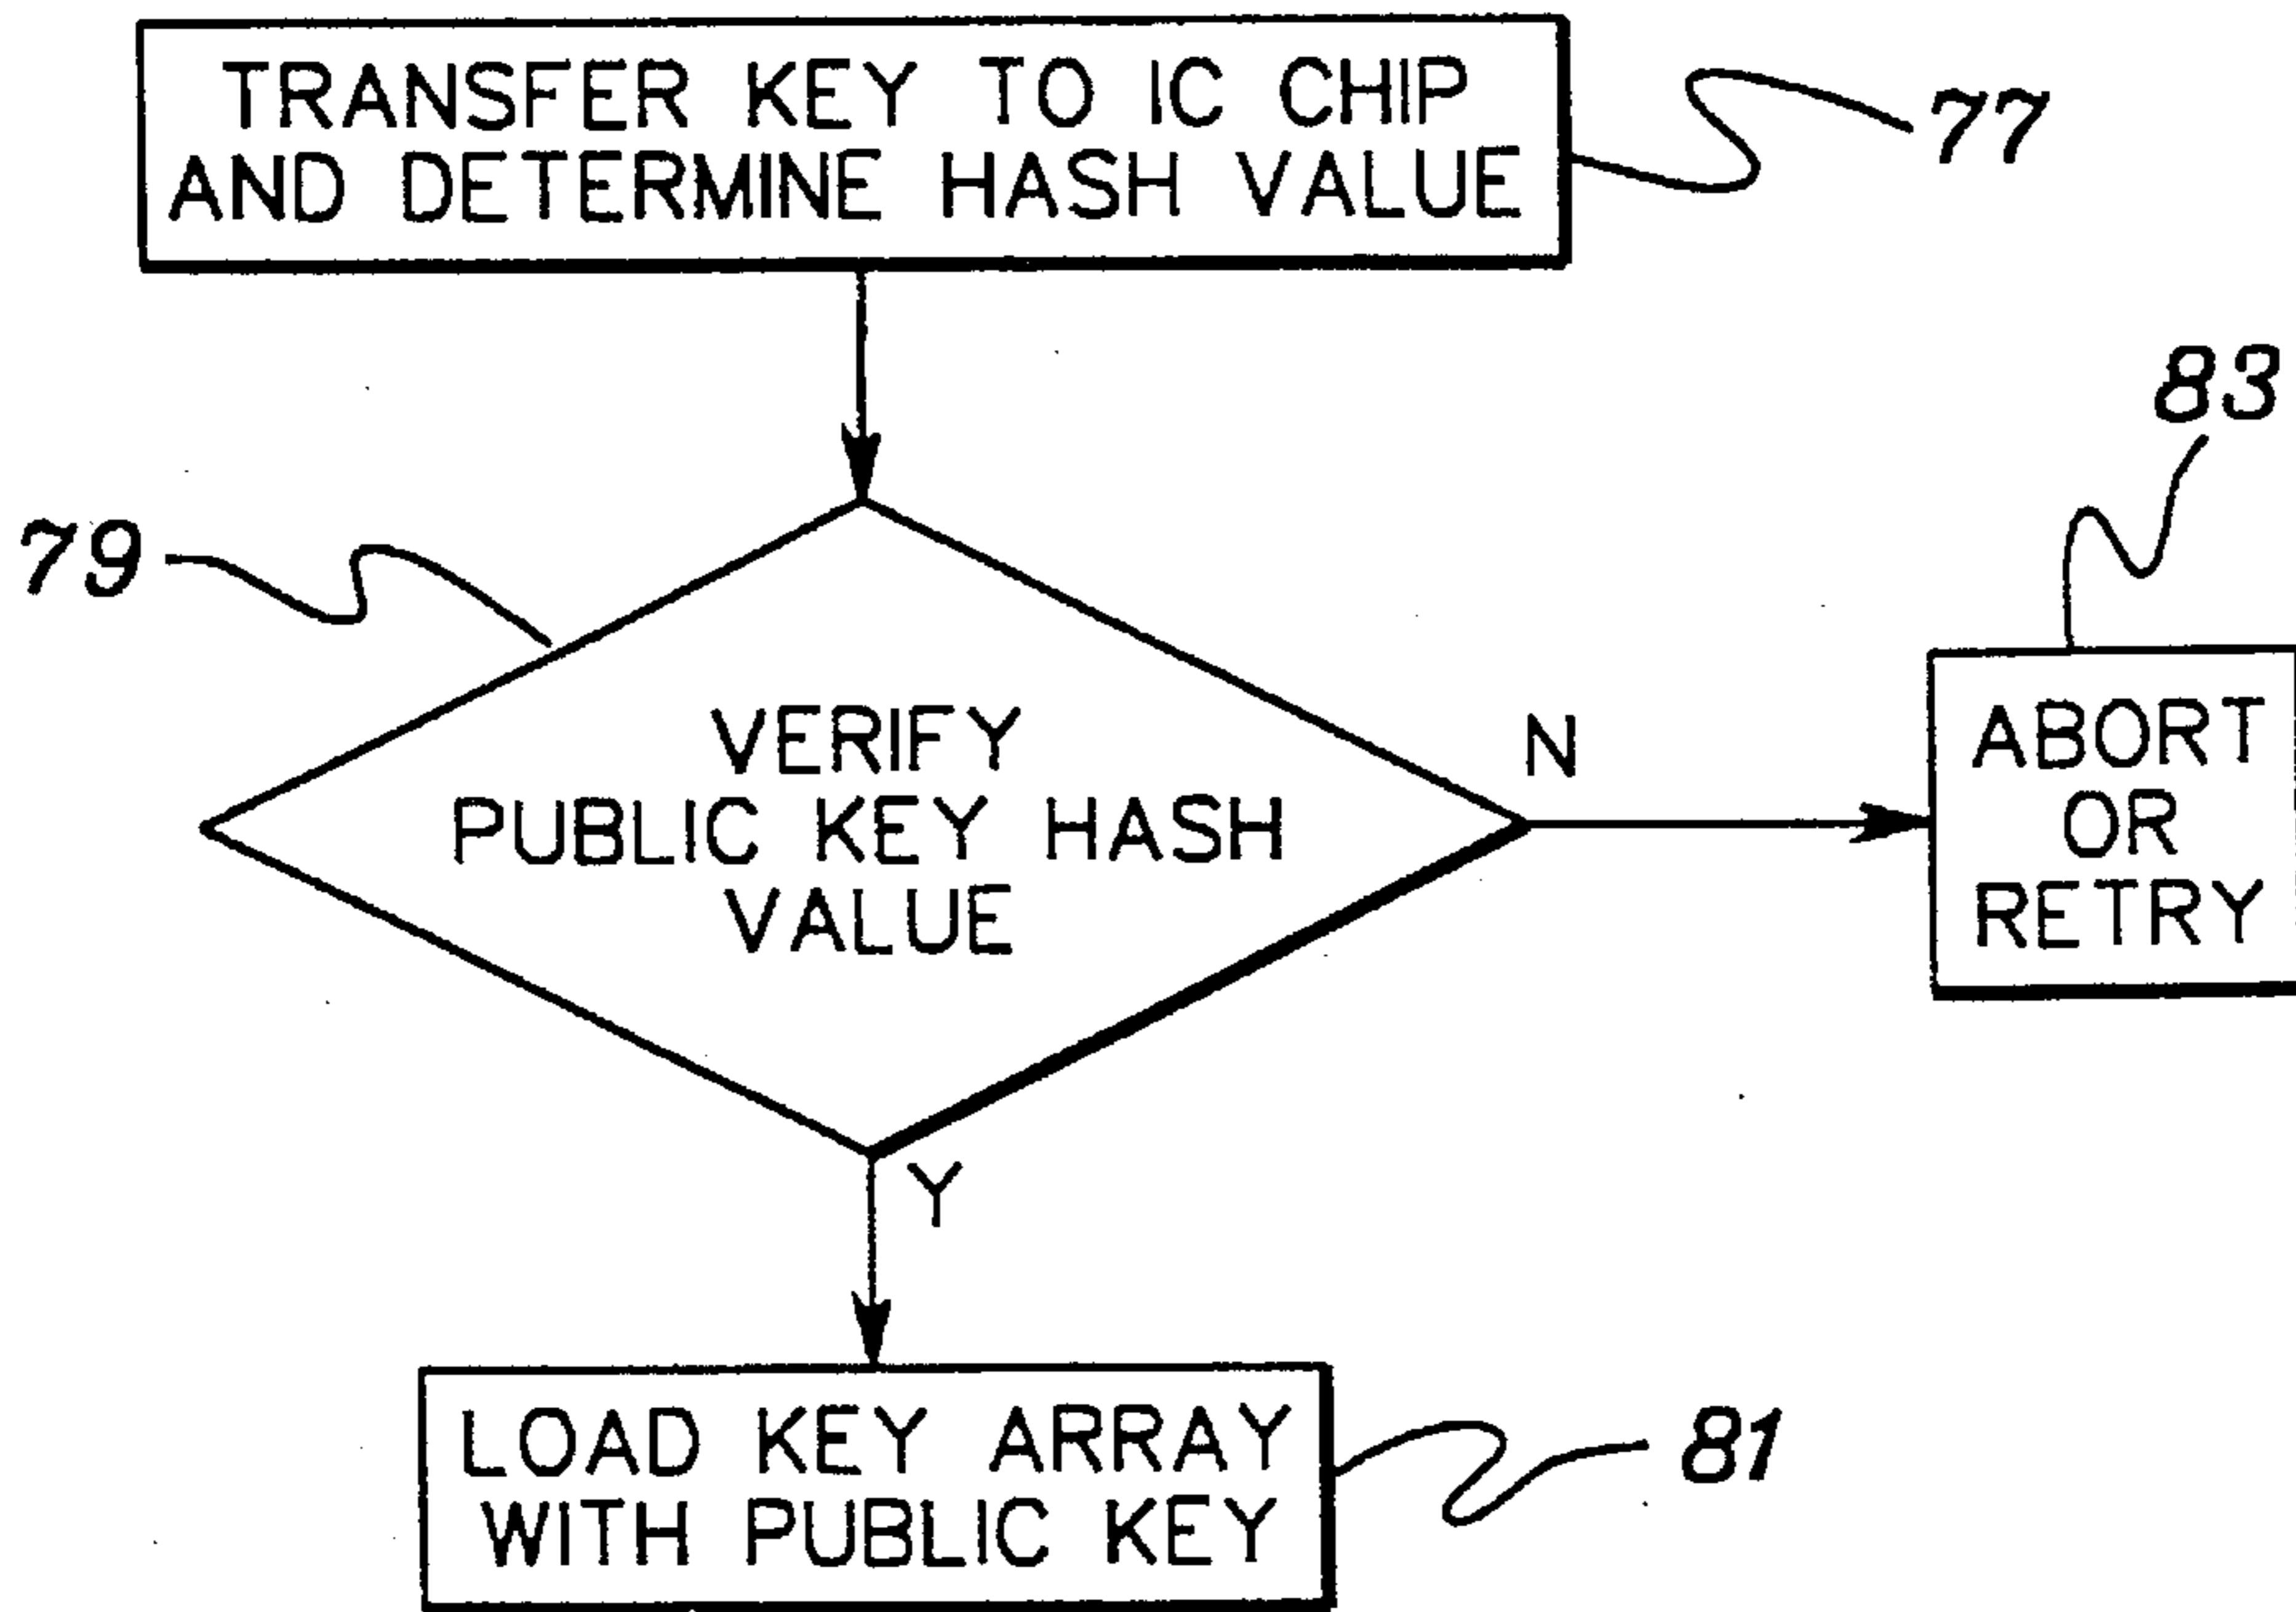 TRANSFER KEY TO IC CHIP
AND DETERMINE HASH VALUE
77
83
79
VERIFY
PUBLIC KEY HASH
VALUE
N
ABORT
OR
RETRY
Y
LOAD KEY ARRAY
WITH PUBLIC KEY
81